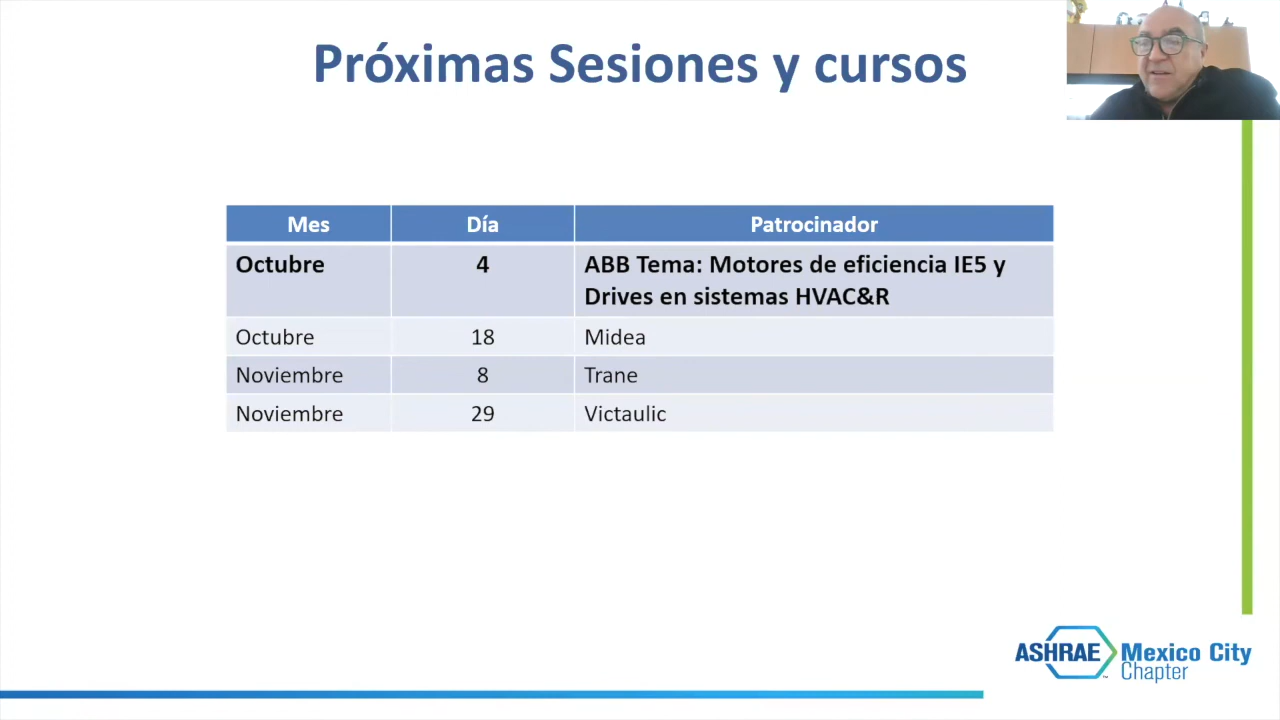 Próximas Sesiones y cursos
Mes Día Patrocinador
Octubre 4 ABB Tema: Motores de eficiencia IE5 y
Drives en sistemas HVAC&R
Octubre 18 Midea
Noviembre 8 Trane
Noviembre 29 Victaulic
ASHRAE Mexico City
Chapter